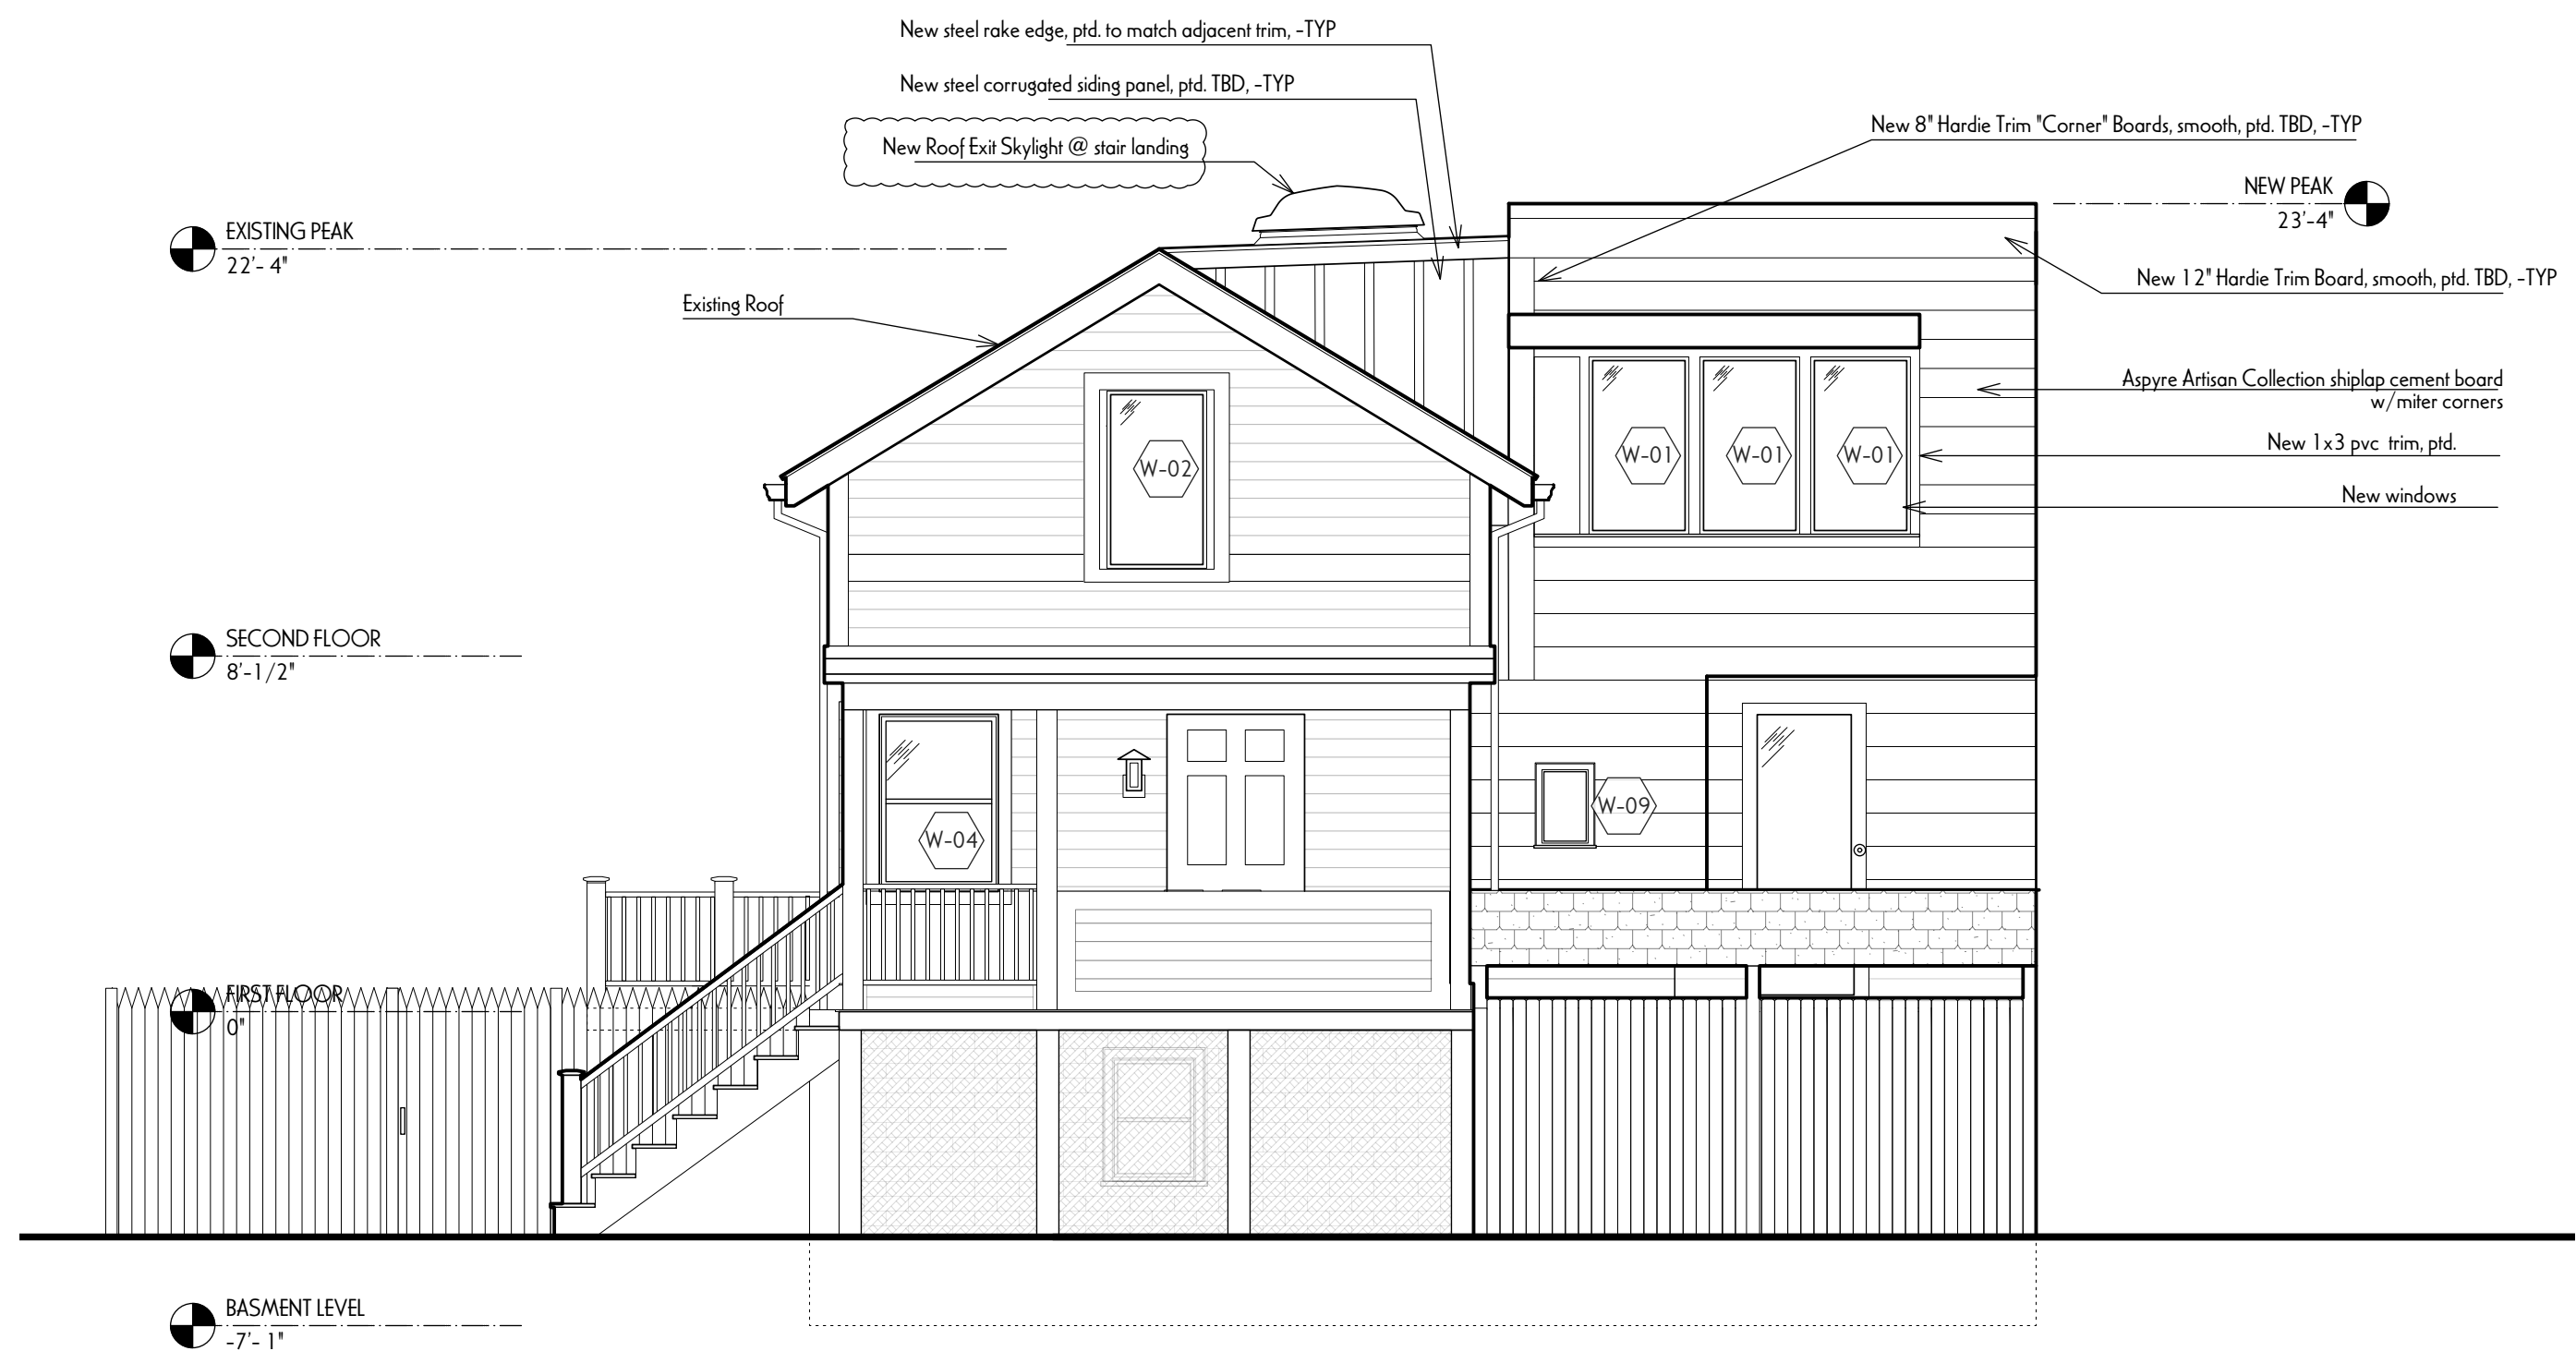 New steel rake edge, ptd. to match adjacent trim, -TYP
New steel corrugated siding panel, ptd. TBD, -TYP
New Roof Exit Skylight @ stair landing
New 8" Hardie Trim "Corner" Boards, smooth, ptd. TBD, -TYP
NEW PEAK
23'-4"
EXISTING PEAK
22'- 4"
New 12" Hardie Trim Board, smooth, ptd. TBD, -TYP
Existing Roof
Aspyre Artisan Collection shiplap cement board
w/miter corners
New 1x3 pvc trim, ptd.
New windows
W-02
W-01
W-01
W-01
SECOND FLOOR
8'-1/2"
W-04
W-09
FIRST FLOOR
0"
BASMENT LEVEL
-7'- 1"